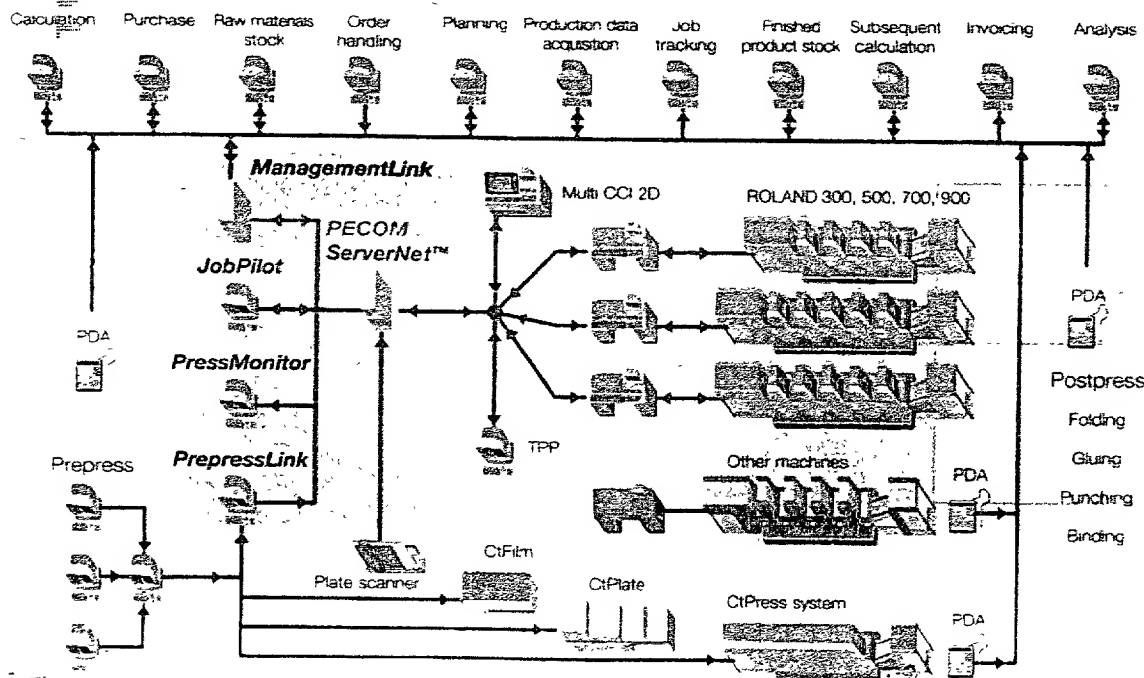 Calculation
Purchase
Raw materials
stock
Order
handling
Planning
Production data
acquisition
Job
tracking
Finished
product stock
Subsequent
calculation
Invoicing
Analysis
ManagementLink
Multi CCI 2D
ROLAND 300, 500, 700, 900
PECOM
ServerNet™
JobPilot
PDA
PDA
PressMonitor
Postpress
Folding
TPP
Prepress
PrepressLink
Other machines
PDA
Gluing
Punching
Binding
Plate scanner
CtFilm
CtPlate
CtPress system
PDA